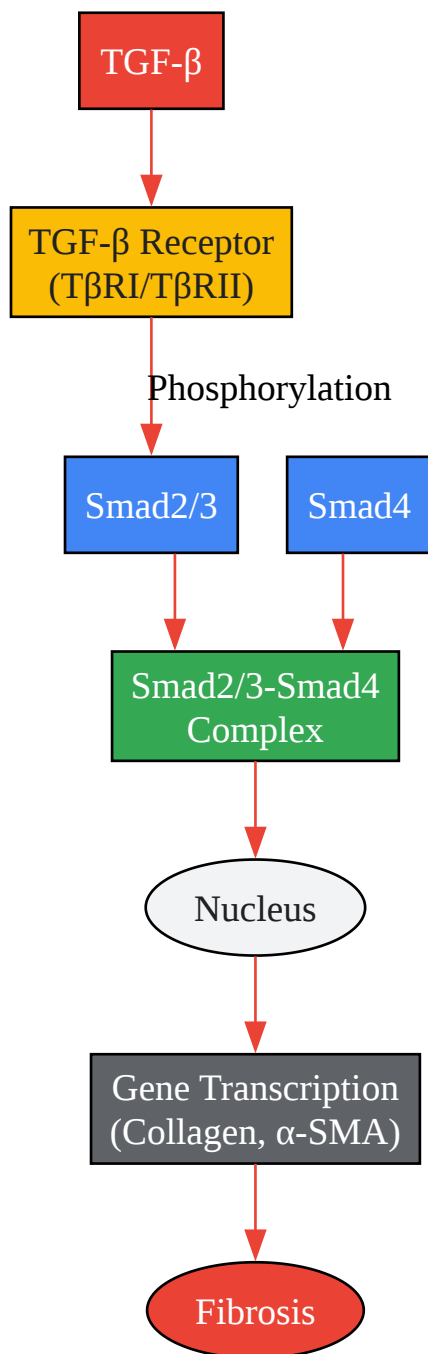 TGF-β
TGF-β Receptor
(TβRI/TβRII)
Phosphorylation
Smad2/3
Smad4
Smad2/3-Smad4
Complex
Nucleus
Gene Transcription
(Collagen, α-SMA)
Fibrosis